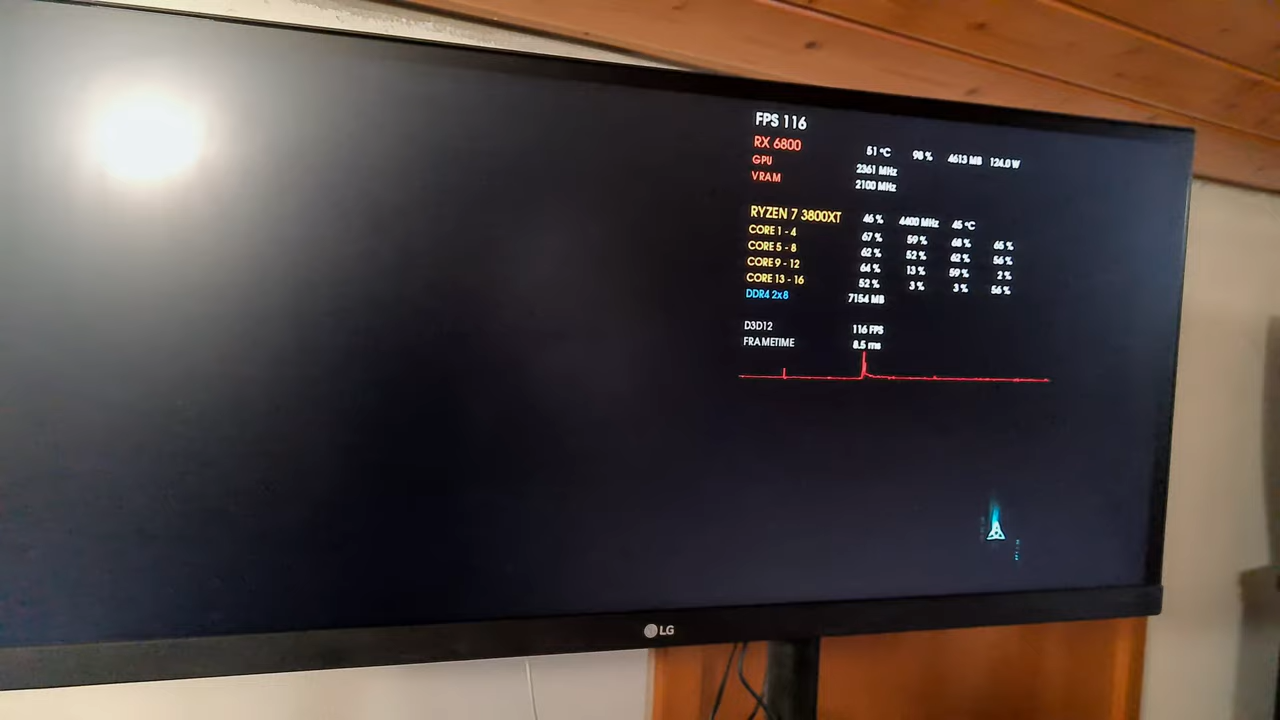 FPS 116
RX 6800 51 °C 98 % 4613 MB 124.0 W
GPU 2361 MHz
VRAM 2100 MHz
RYZEN 7 3800XT 46 % 4400 MHz 45 °C
CORE 1 - 4 67 % 59 % 68 % 65 %
CORE 5 - 8 62 % 52 % 62 % 56 %
CORE 9 - 12 64 % 13 % 59 % 2 %
CORE 13 - 16 52 % 3 % 3 % 56 %
DDR4 2x8 7154 MB
D3D12 116 FPS
FRAMETIME 8.5 ms
LG